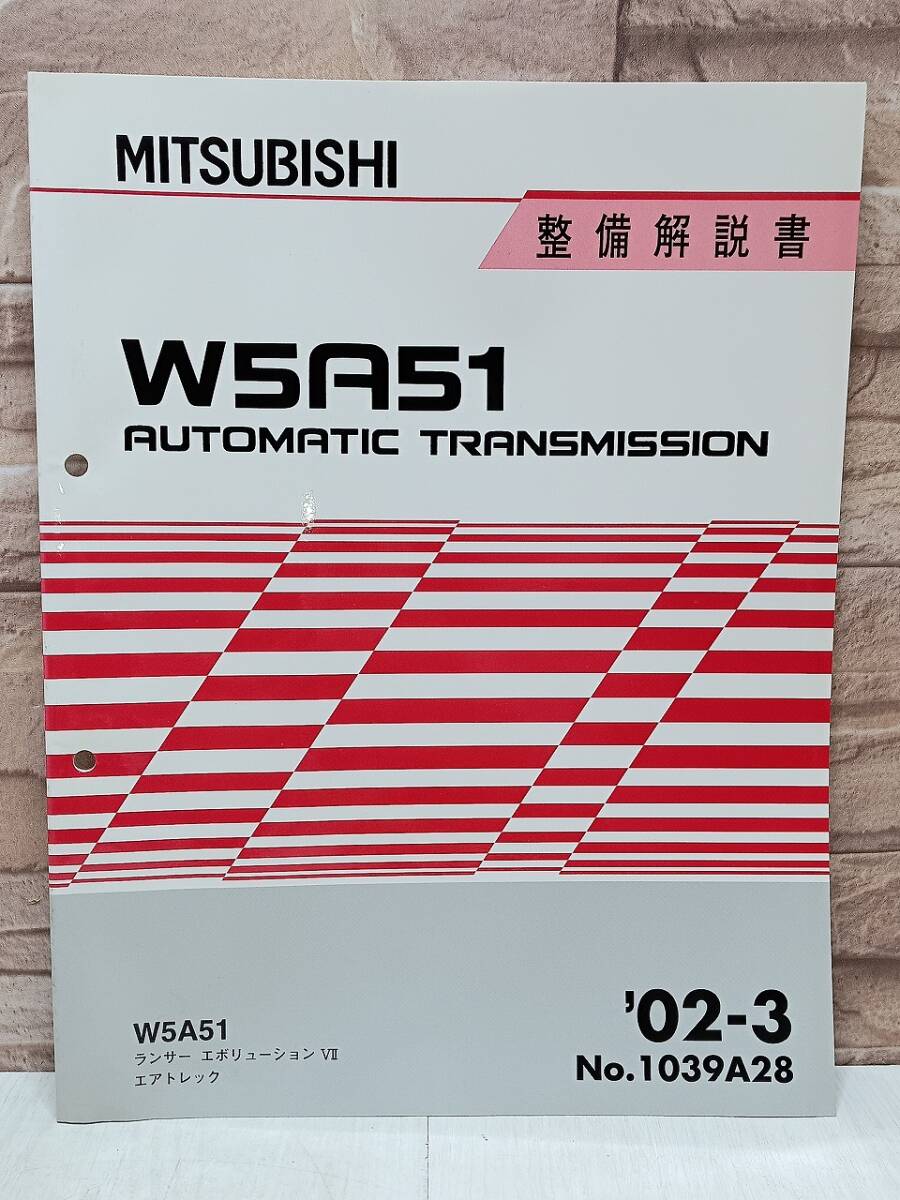 MITSUBISHI
整備解説書
W5A51
AUTOMATIC TRANSMISSION
W5A51
ランサー エボリューション Ⅶ
エアトレック
'02-3
No.1039A28